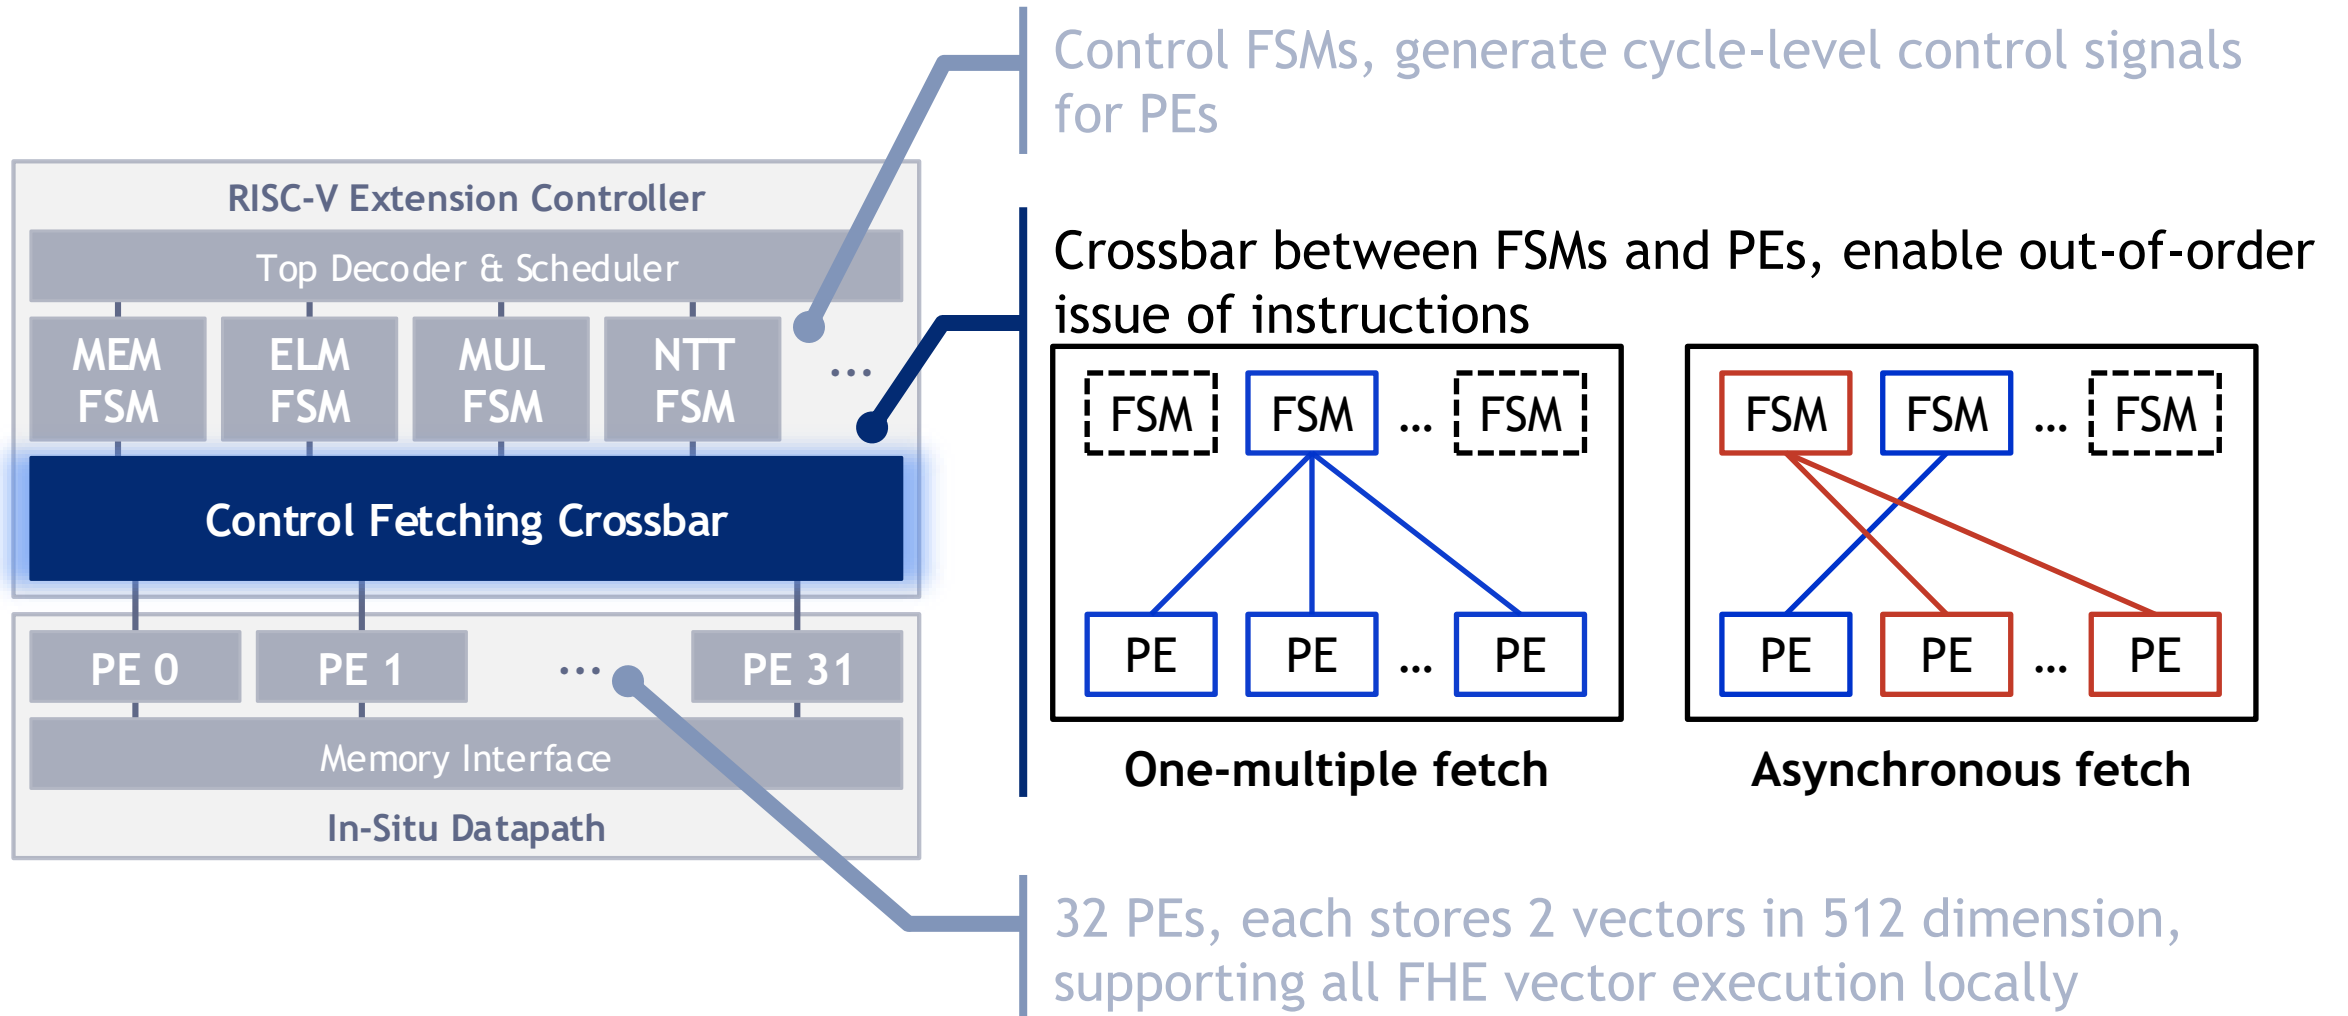 Control FSMs, generate cycle-level control signals
for PEs
RISC-V Extension Controller
Top Decoder & Scheduler
MEM FSM
ELM FSM
MUL FSM
NTT FSM
...
Control Fetching Crossbar
PE 0
PE 1
...
PE 31
Memory Interface
In-Situ Datapath
Crossbar between FSMs and PEs, enable out-of-order
issue of instructions
FSM
FSM
...
FSM
PE
PE
...
PE
One-multiple fetch
FSM
FSM
...
FSM
PE
PE
...
PE
Asynchronous fetch
32 PEs, each stores 2 vectors in 512 dimension,
supporting all FHE vector execution locally